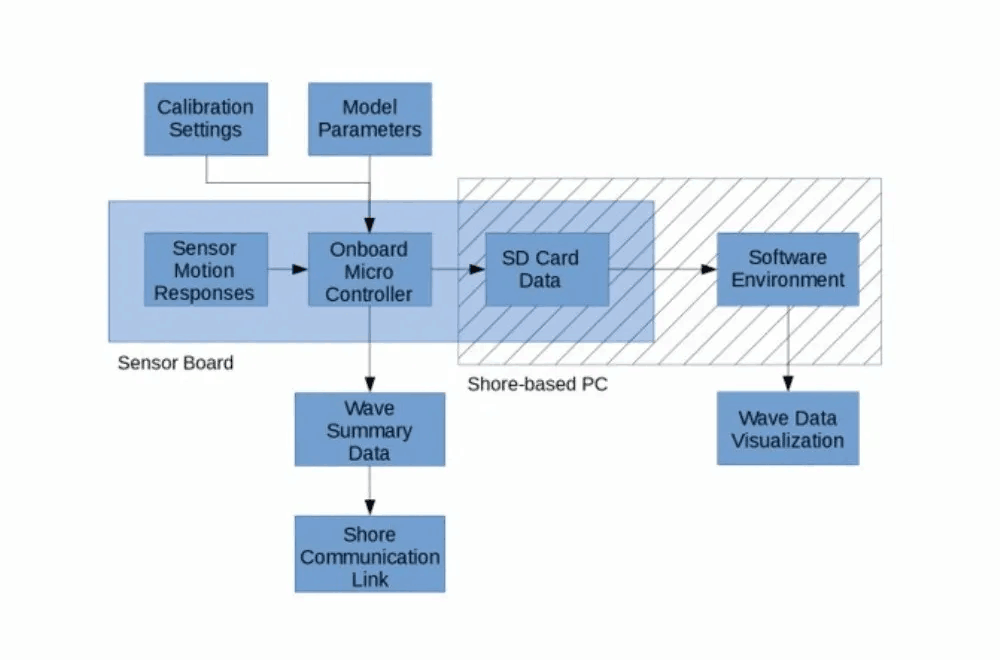 Calibration
Settings
Model
Parameters
Sensor
Motion
Responses
Onboard
Micro
Controller
SD Card
Data
Software
Environment
Sensor Board
Shore-based PC
Wave
Summary
Data
Wave Data
Visualization
Shore
Communication
Link